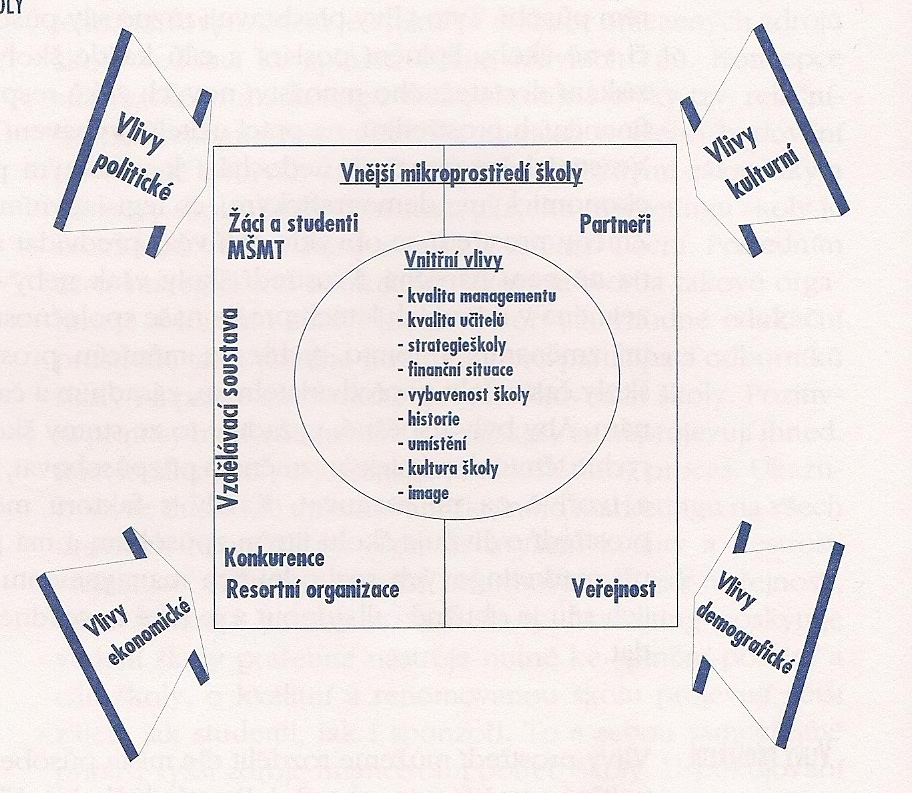 OLY
Vlivy
politické
Vlivy
kulturní
Vnější mikroprostředí školy
Žáci a studenti
MŠMT
Partneři
Vzdělávací soustava
Vnitřní vlivy
- kvalita managementu
- kvalita učitelů
- strategieškoly
- finanční situace
- vybavenost školy
- historie
- umístění
- kultura školy
- image
Konkurence
Resortní organizace
Veřejnost
Vlivy
ekonomické
Vlivy
demografické